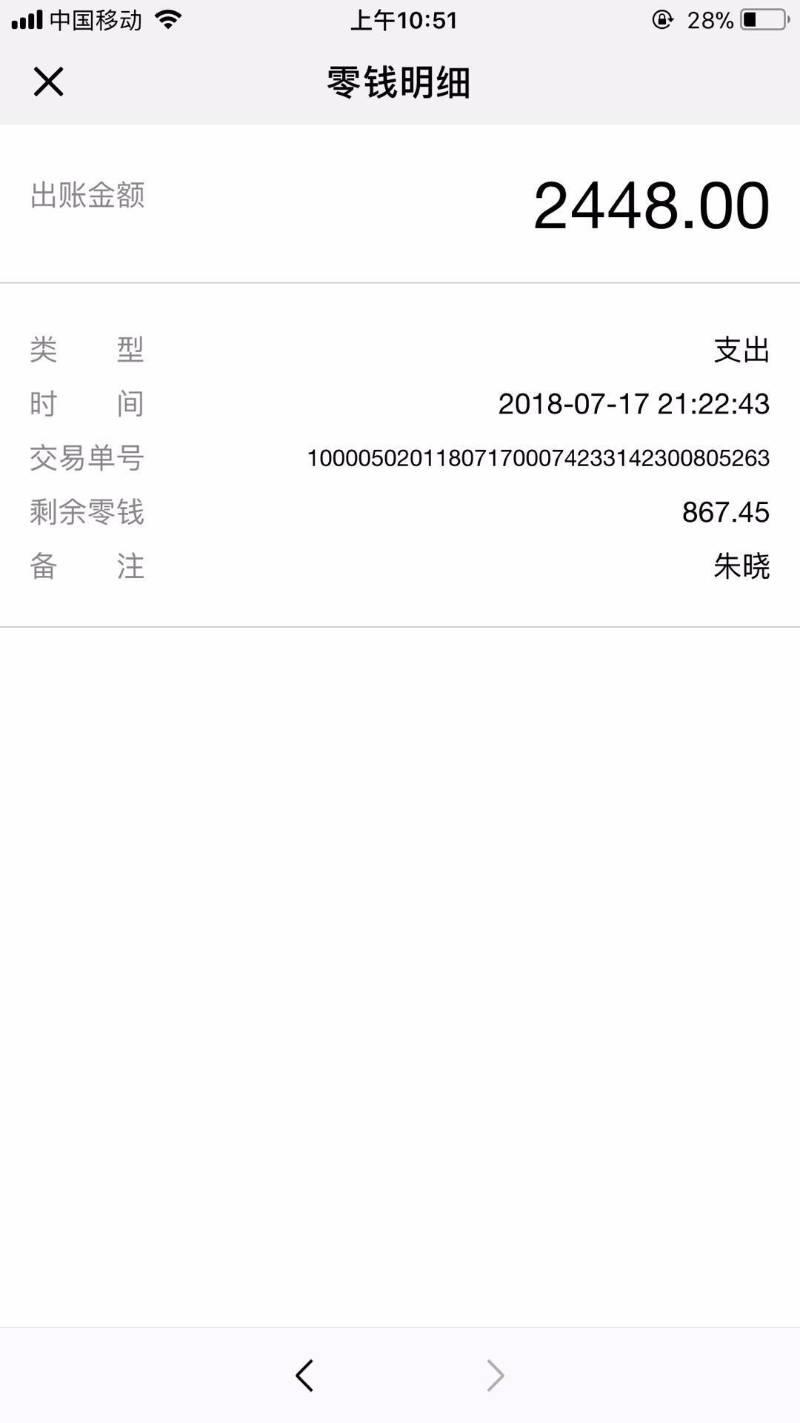 中国移动 上午10:51 28%
零钱明细
出账金额 2448.00
类型 支出
时间 2018-07-17 21:22:43
交易单号 1000050201180717000742331423008​05263
剩余零钱 867.45
备注 朱晓